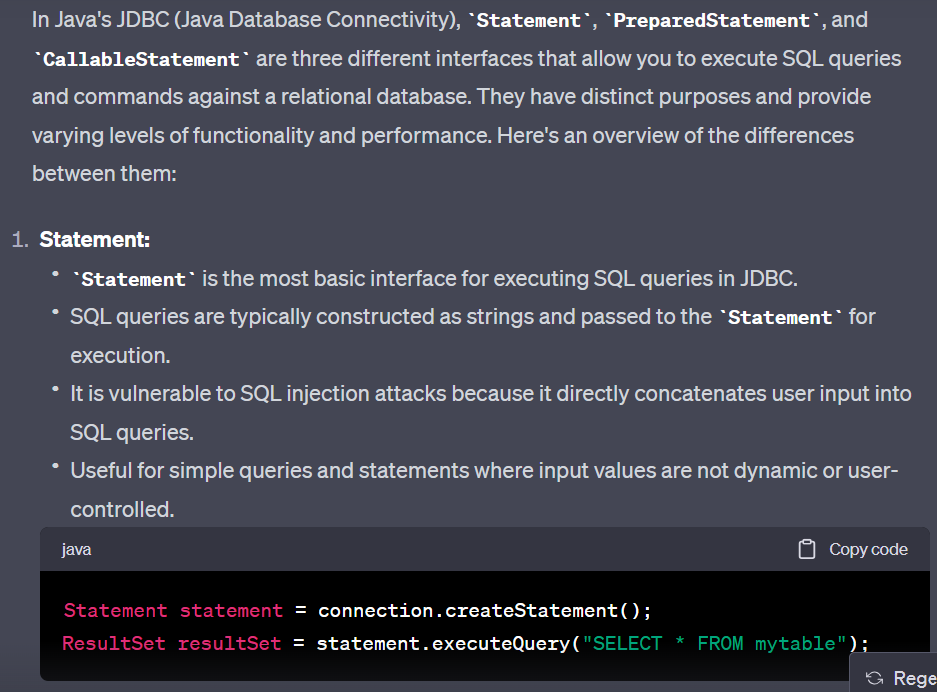 In Java's JDBC (Java Database Connectivity), `Statement`, `PreparedStatement`, and
`CallableStatement` are three different interfaces that allow you to execute SQL queries
and commands against a relational database. They have distinct purposes and provide
varying levels of functionality and performance. Here's an overview of the differences
between them:
1. Statement:
• `Statement` is the most basic interface for executing SQL queries in JDBC.
• SQL queries are typically constructed as strings and passed to the `Statement` for
execution.
• It is vulnerable to SQL injection attacks because it directly concatenates user input into
SQL queries.
• Useful for simple queries and statements where input values are not dynamic or user-
controlled.
java Copy code
Statement statement = connection.createStatement();
ResultSet resultSet = statement.executeQuery("SELECT * FROM mytable");
Rege